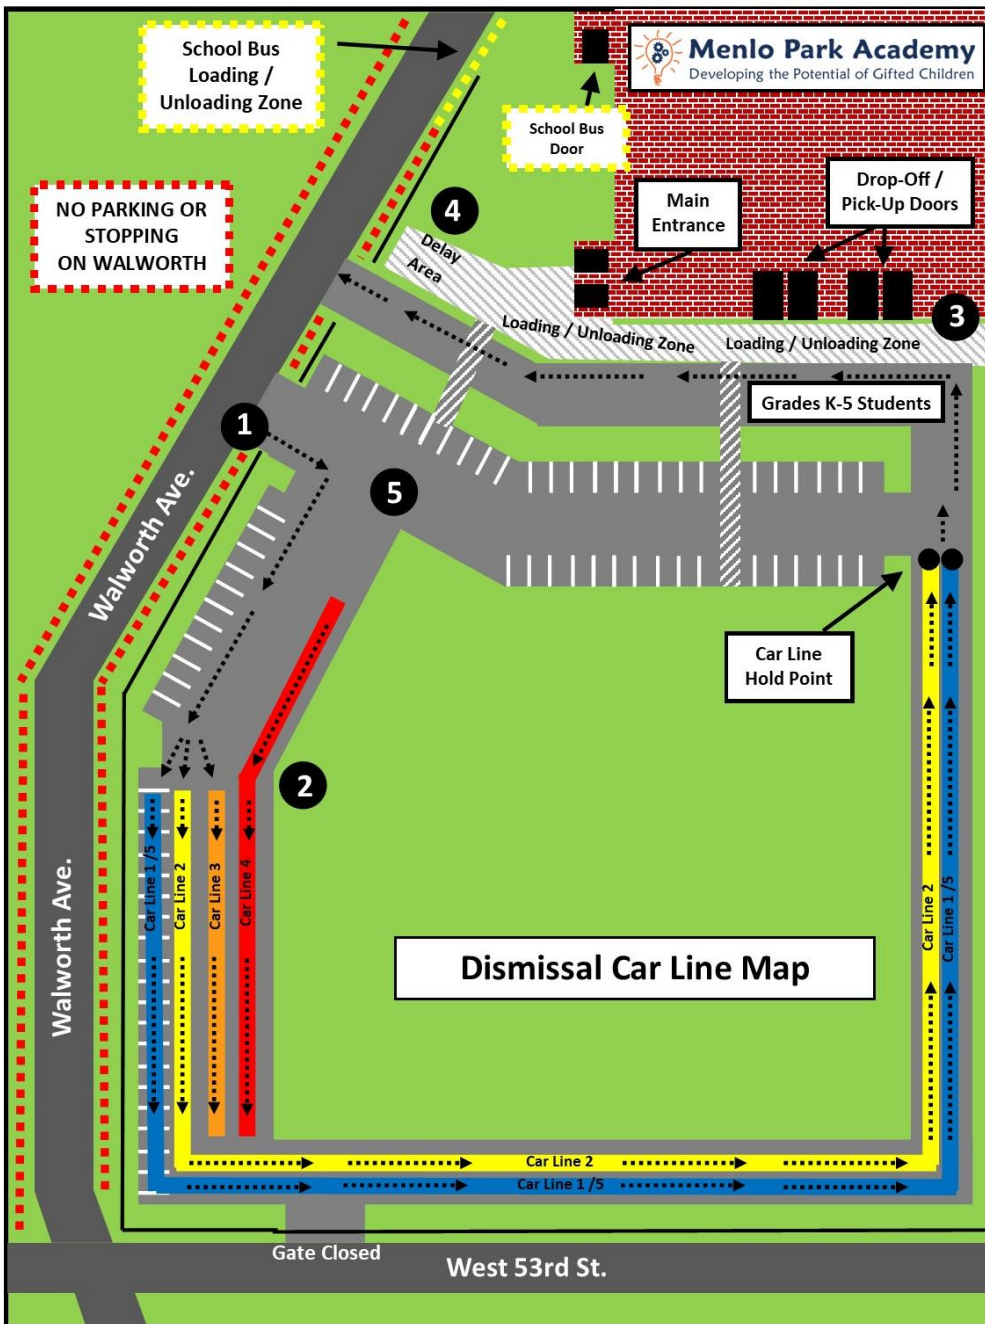 School Bus
Loading /
Unloading Zone
Menlo Park Academy
Developing the Potential of Gifted Children
School Bus
Door
NO PARKING OR
STOPPING
ON WALWORTH
Main
Entrance
Drop-Off /
Pick-Up Doors
4
Delay
Area
3
Loading / Unloading Zone
Loading / Unloading Zone
Grades K-5 Students
1
5
Walworth Ave.
Car Line
Hold Point
2
Car Line 1 /5
Car Line 2
Car Line 3
Car Line 4
Car Line 2
Car Line 1 /5
Walworth Ave.
Dismissal Car Line Map
Car Line 2
Car Line 1 /5
Gate Closed
West 53rd St.